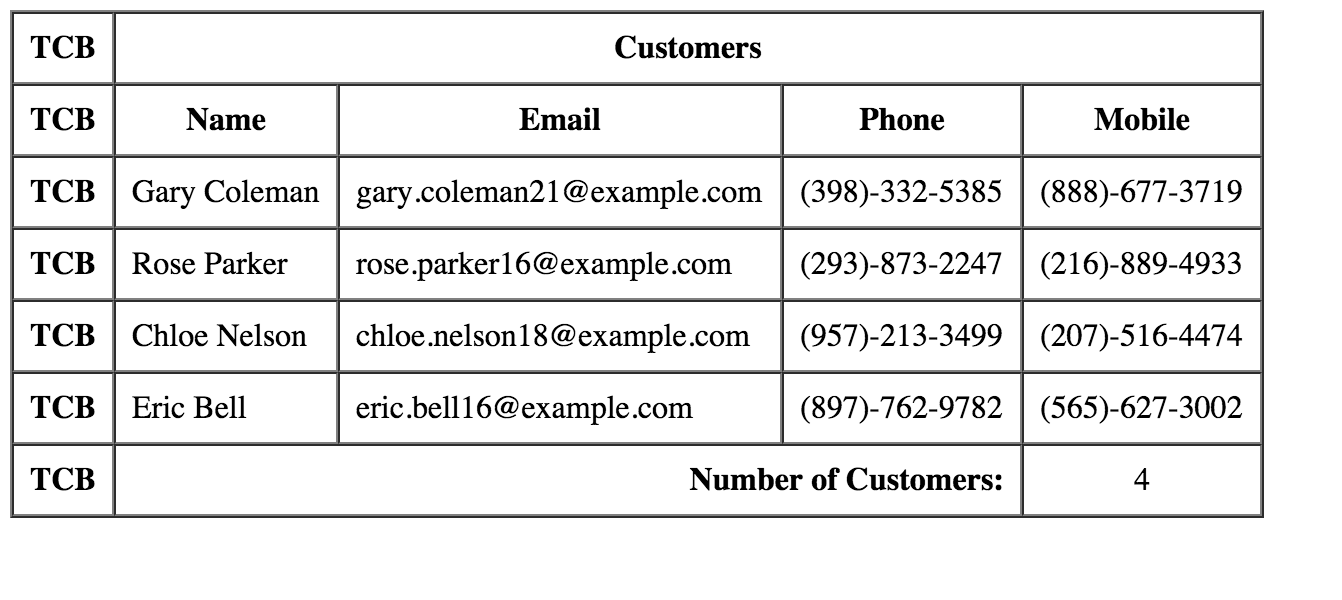 TCB Customers
TCB Name Email Phone Mobile
TCB Gary Coleman gary.coleman21@example.com (398)-332-5385 (888)-677-3719
TCB Rose Parker rose.parker16@example.com (293)-873-2247 (216)-889-4933
TCB Chloe Nelson chloe.nelson18@example.com (957)-213-3499 (207)-516-4474
TCB Eric Bell eric.bell16@example.com (897)-762-9782 (565)-627-3002
TCB Number of Customers: 4